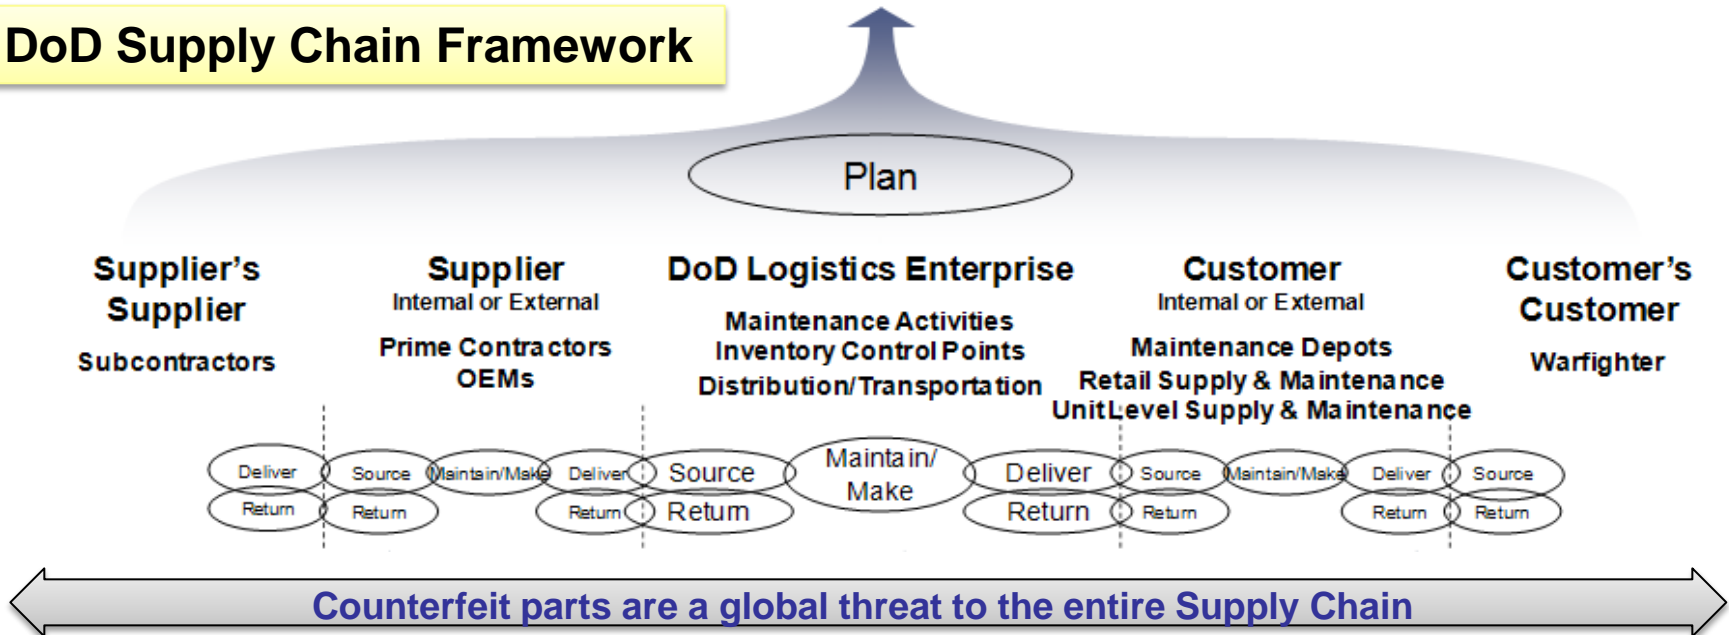 DoD Supply Chain Framework
Plan
Supplier's
Supplier
Subcontractors
Supplier
Internal or External
Prime Contractors
OEMs
DoD Logistics Enterprise
Maintenance Activities
Inventory Control Points
Distribution/Transportation
Customer
Internal or External
Maintenance Depots
Retail Supply & Maintenance
Unit Level Supply & Maintenance
Customer's
Customer
Warfighter
Deliver
Return
Source
Return
Maintain/Make
Deliver
Return
Source
Return
Maintain/
Make
Deliver
Return
Source
Return
Maintain/Make
Deliver
Return
Source
Return
Counterfeit parts are a global threat to the entire Supply Chain